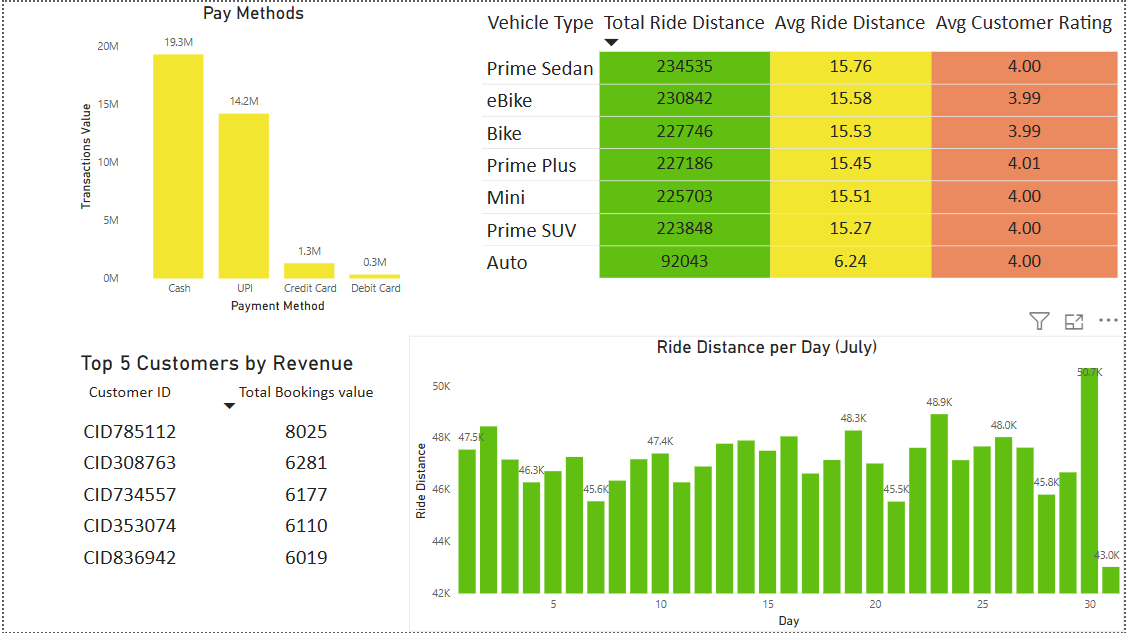 Pay Methods
20M
15M
10M
5M
0M
Transactions Value
19.3M
14.2M
1.3M
0.3M
Cash UPI Credit Card Debit Card
Payment Method
Vehicle Type Total Ride Distance Avg Ride Distance Avg Customer Rating
Prime Sedan 234535 15.76 4.00
eBike 230842 15.58 3.99
Bike 227746 15.53 3.99
Prime Plus 227186 15.45 4.01
Mini 225703 15.51 4.00
Prime SUV 223848 15.27 4.00
Auto 92043 6.24 4.00
Top 5 Customers by Revenue
Customer ID Total Bookings value
CID785112 8025
CID308763 6281
CID734557 6177
CID353074 6110
CID836942 6019
Ride Distance per Day (July)
50K
48K
46K
44K
42K
Ride Distance
47.5K
46.3K
45.6K
47.4K
48.3K
45.5K
48.9K
48.0K
45.8K
50.7K
43.0K
5 10 15 20 25 30
Day